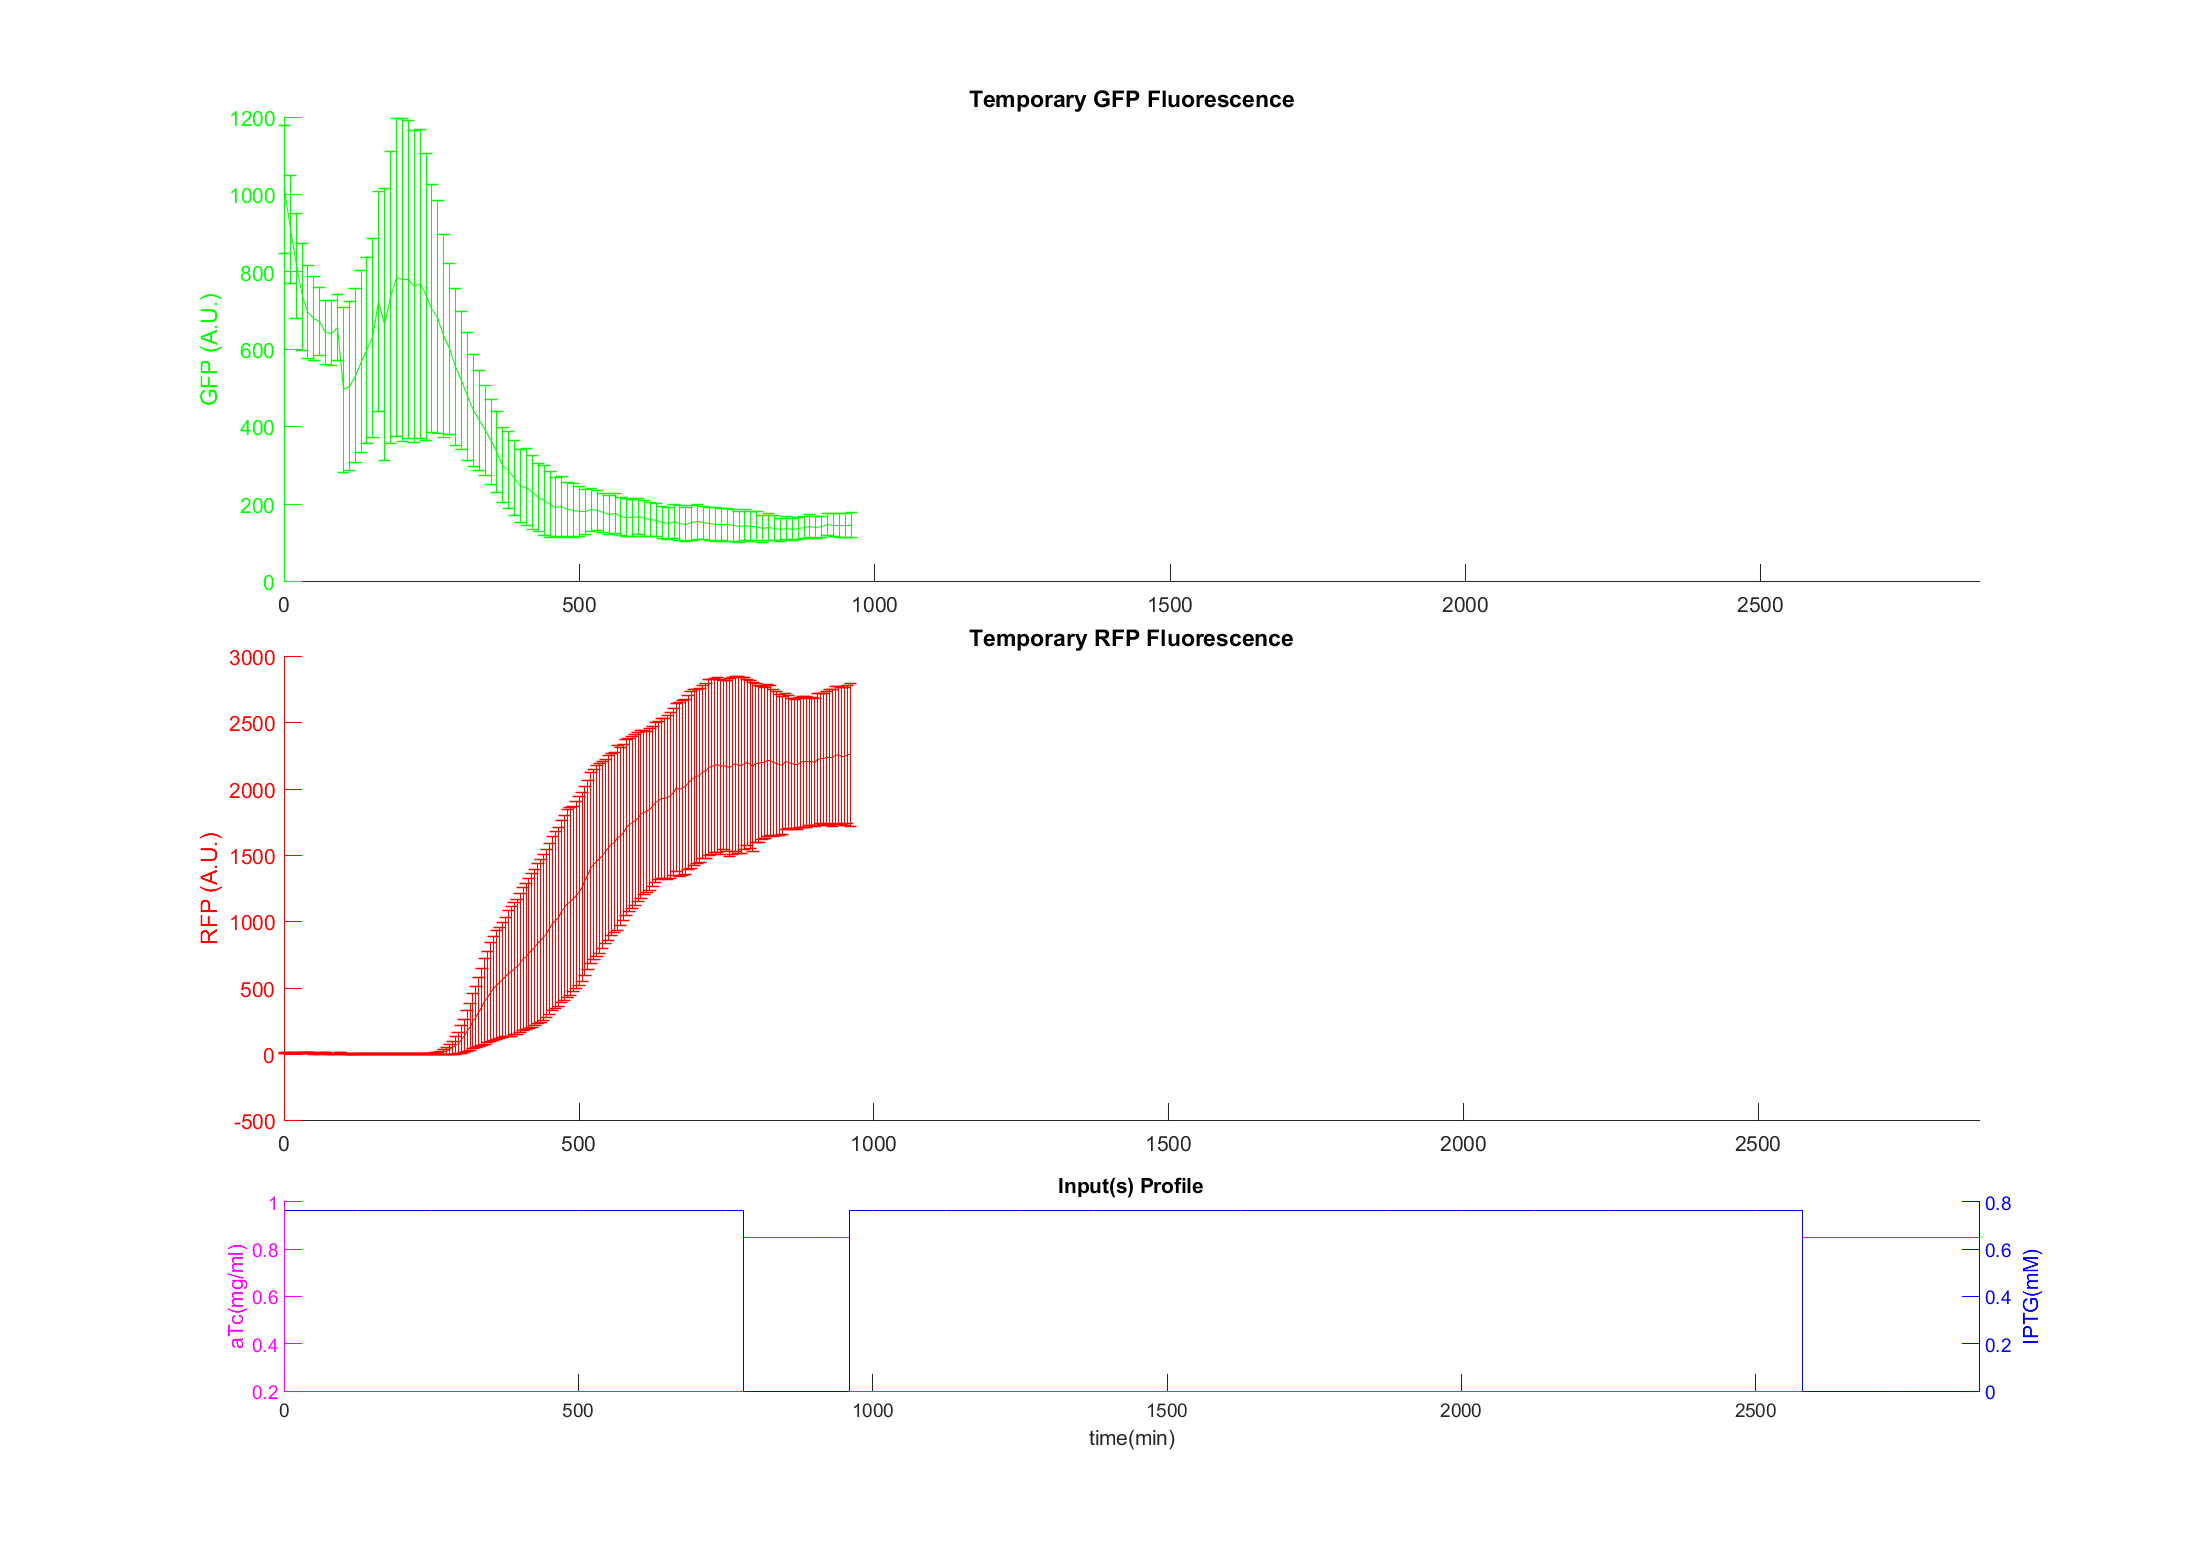 Temporary GFP Fluorescence
1200
1000
800
600
400
200
0
GFP (A.U.)
0 500 1000 1500 2000 2500
Temporary RFP Fluorescence
3000
2500
2000
1500
1000
500
0
-500
RFP (A.U.)
0 500 1000 1500 2000 2500
Input(s) Profile
1
0.8
0.6
0.4
0.2
aTc(mg/ml)
0.8
0.6
0.4
0.2
0
IPTG(mM)
0 500 1000 1500 2000 2500
time(min)